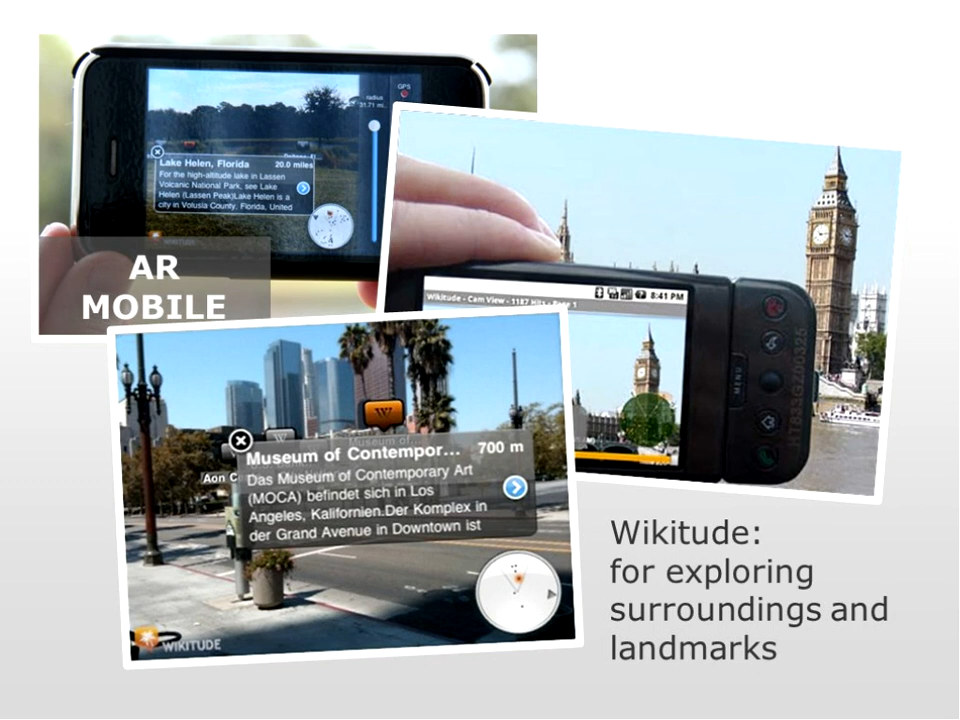 GPS
radius
31.71 mi.
Lake Helen, Florida 20.0 miles
For the high-altitude lake in Lassen
Volcanic National Park, see Lake
Helen (Lassen Peak)Lake Helen is a
city in Volusia County, Florida, United
WIKITUDE
AR
MOBILE
Wikitude - Cam View - 1187 Hits - Page 1
8:41 PM
MENU
Museum of...
Aon C
Museum of Contempor... 700 m
Das Museum of Contemporary Art
(MOCA) befindet sich in Los
Angeles, Kalifornien.Der Komplex in
der Grand Avenue in Downtown ist
WIKITUDE
Wikitude:
for exploring
surroundings and
landmarks